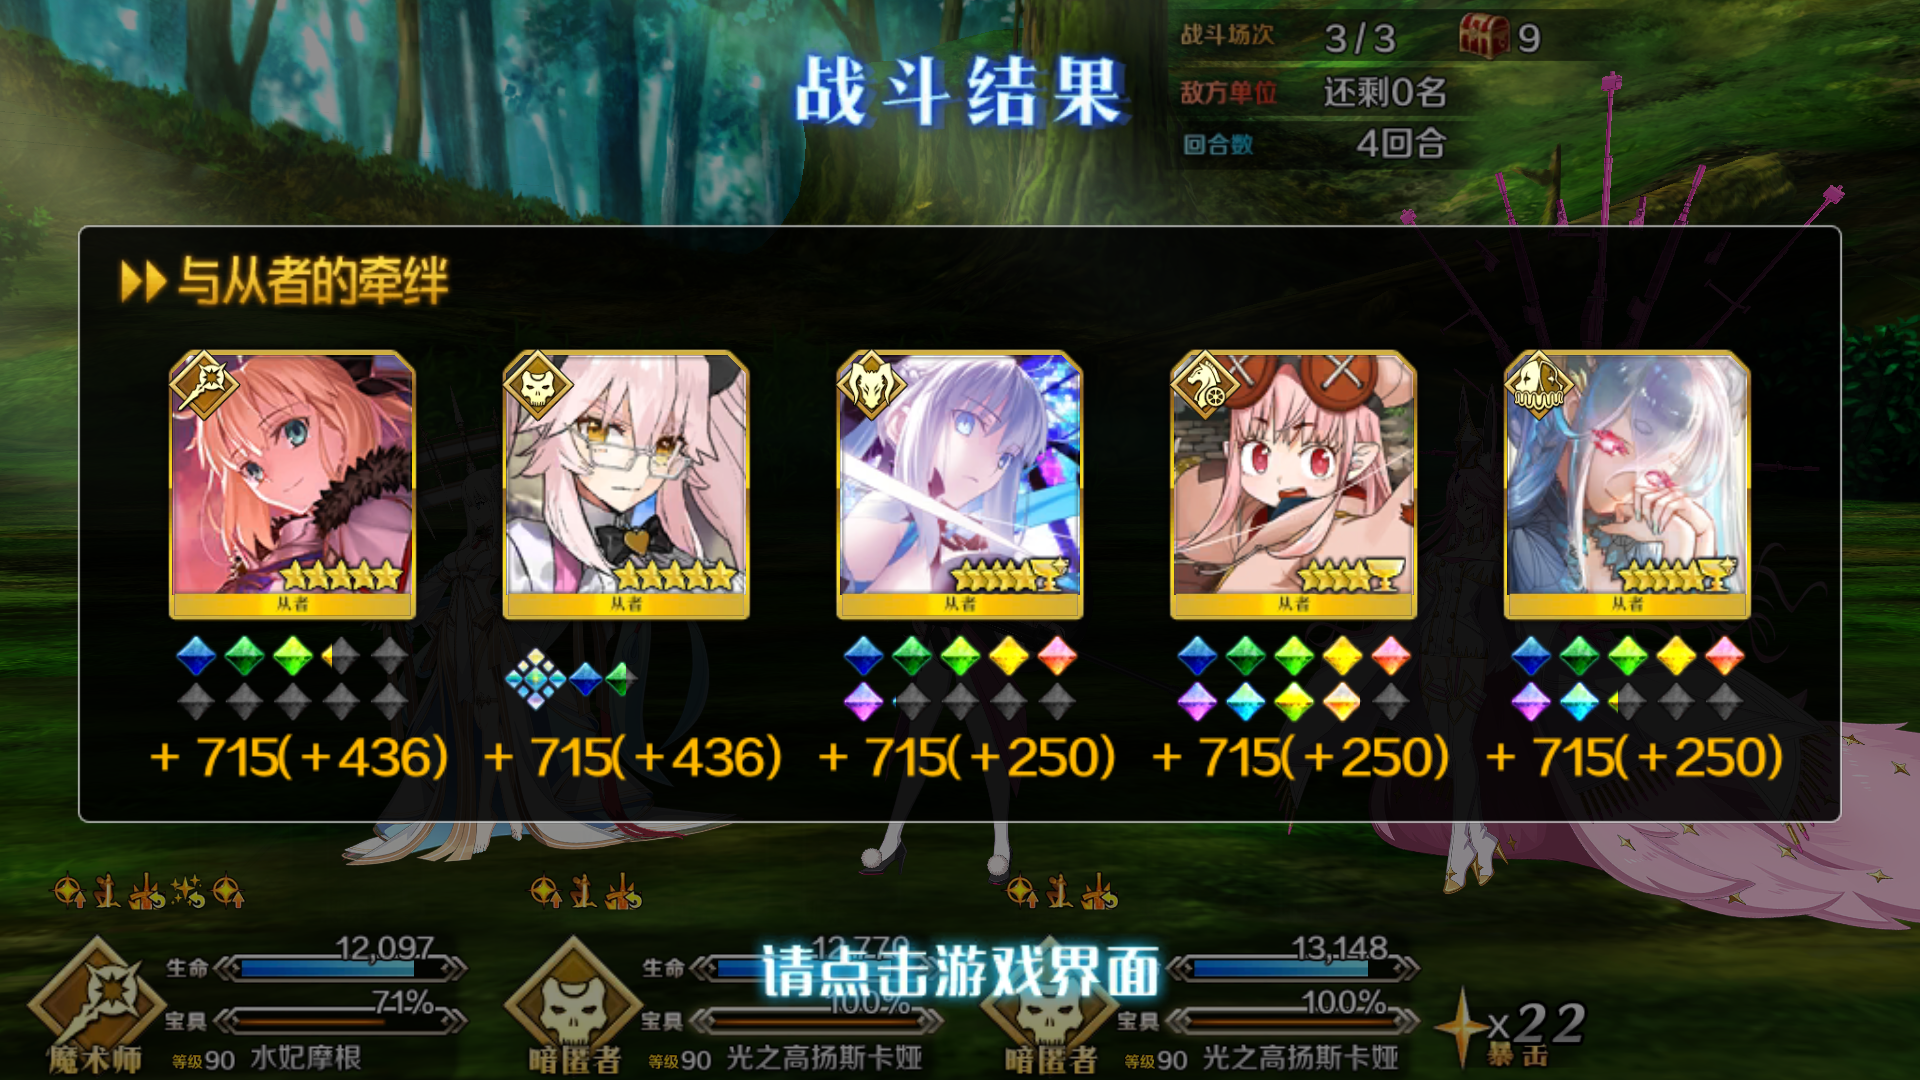 战斗场次 3/3 9
战斗结果
敌方单位 还剩0名
回合数 4回合
与从者的牵绊
从者 从者 从者 从者 从者
+ 715(+436) + 715(+436) + 715(+250) + 715(+250) + 715(+250)
生命 12,097 生命 12,770 13,148
请点击游戏界面
71% 100% 100%
宝具 宝具 宝具
x22
暴击
魔术师 等级90 水妃摩根 暗匿者 等级90 光之高扬斯卡娅 暗匿者 等级90 光之高扬斯卡娅